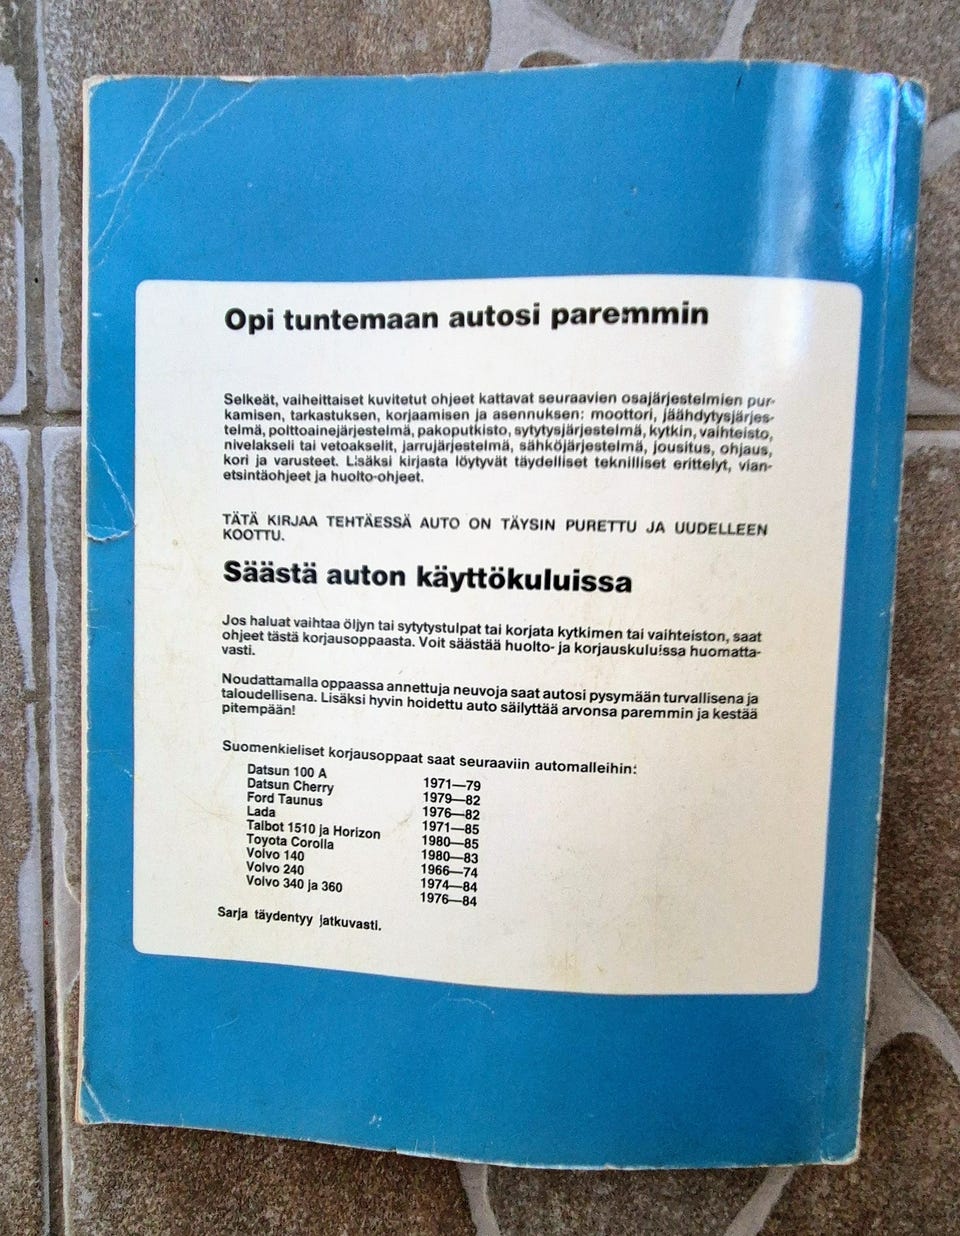 Opi tuntemaan autosi paremmin
Selkeät, vaiheittaiset kuvitetut ohjeet kattavat seuraavien osajärjestelmien pur-
kamisen, tarkastuksen, korjaamisen ja asennuksen: moottori, jäähdytysjärjes-
telmä, polttoainejärjestelmä, pakoputkisto, sytytysjärjestelmä, kytkin, vaihteisto,
nivelakseli tai vetoakselit, jarrujärjestelmä, sähköjärjestelmä, jousitus, ohjaus,
kori ja varusteet. Lisäksi kirjasta löytyvät täydelliset teknilliset erittelyt, vian-
etsintäohjeet ja huolto-ohjeet.
TÄTÄ KIRJAA TEHTÄESSÄ AUTO ON TÄYSIN PURETTU JA UUDELLEEN
KOOTTU.
Säästä auton käyttökuluissa
Jos haluat vaihtaa öljyn tai sytytystulpat tai korjata kytkimen tai vaihteiston, saat
ohjeet tästä korjausoppaasta. Voit säästää huolto- ja korjauskuluissa huomatta-
vasti.
Noudattamalla oppaassa annettuja neuvoja saat autosi pysymään turvallisena ja
taloudellisena. Lisäksi hyvin hoidettu auto säilyttää arvonsa paremmin ja kestää
pitempään!
Suomenkieliset korjausoppaat saat seuraaviin automalleihin:
Datsun 100 A 1971—79
Datsun Cherry 1979—82
Ford Taunus 1976—82
Lada 1971—85
Talbot 1510 ja Horizon 1980—85
Toyota Corolla 1980—83
Volvo 140 1966—74
Volvo 240 1974—84
Volvo 340 ja 360 1976—84
Sarja täydentyy jatkuvasti.